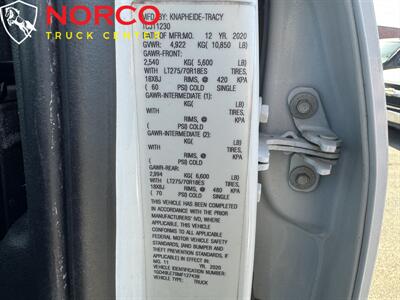 NORCO
TRUCK CENTER
MFD.BY: KNAPHEIDE-TRACY
DATE OF MFR.MO. 12 YR. 2020
GVWR: 4,922 KG(10,850 LB)
GAWR-FRONT:
2,540 KG(5,600 LB)
WITH LT275/70R18ES TIRES,
18X8J RIMS, @ 420 KPA
( 60 PSI) COLD SINGLE
GAWR-INTERMEDIATE (1):
KG( LB)
WITH TIRES,
RIMS, @ KPA
( PSI) COLD
GAWR-INTERMEDIATE (2):
KG( LB)
WITH TIRES,
RIMS, @ KPA
( PSI) COLD
GAWR-REAR:
2,994 KG( 6,600 LB)
WITH LT275/70R18ES TIRES,
18X8J RIMS, @ 480 KPA
( 70 PSI) COLD SINGLE
THIS VEHICLE HAS BEEN COMPLETED
IN ACCORDANCE WITH THE PRIOR
MANUFACTURERS' IVD, WHERE
APPLICABLE. THIS VEHICLE
CONFORMS TO ALL APPLICABLE
FEDERAL MOTOR VEHICLE SAFETY
STANDARDS, [AND BUMPER AND
THEFT PREVENTION STANDARDS]
IN EFFECT IN
MO. 11 YR. 2020
VEHICLE IDENTIFICATION NUMBER:
TRUCK